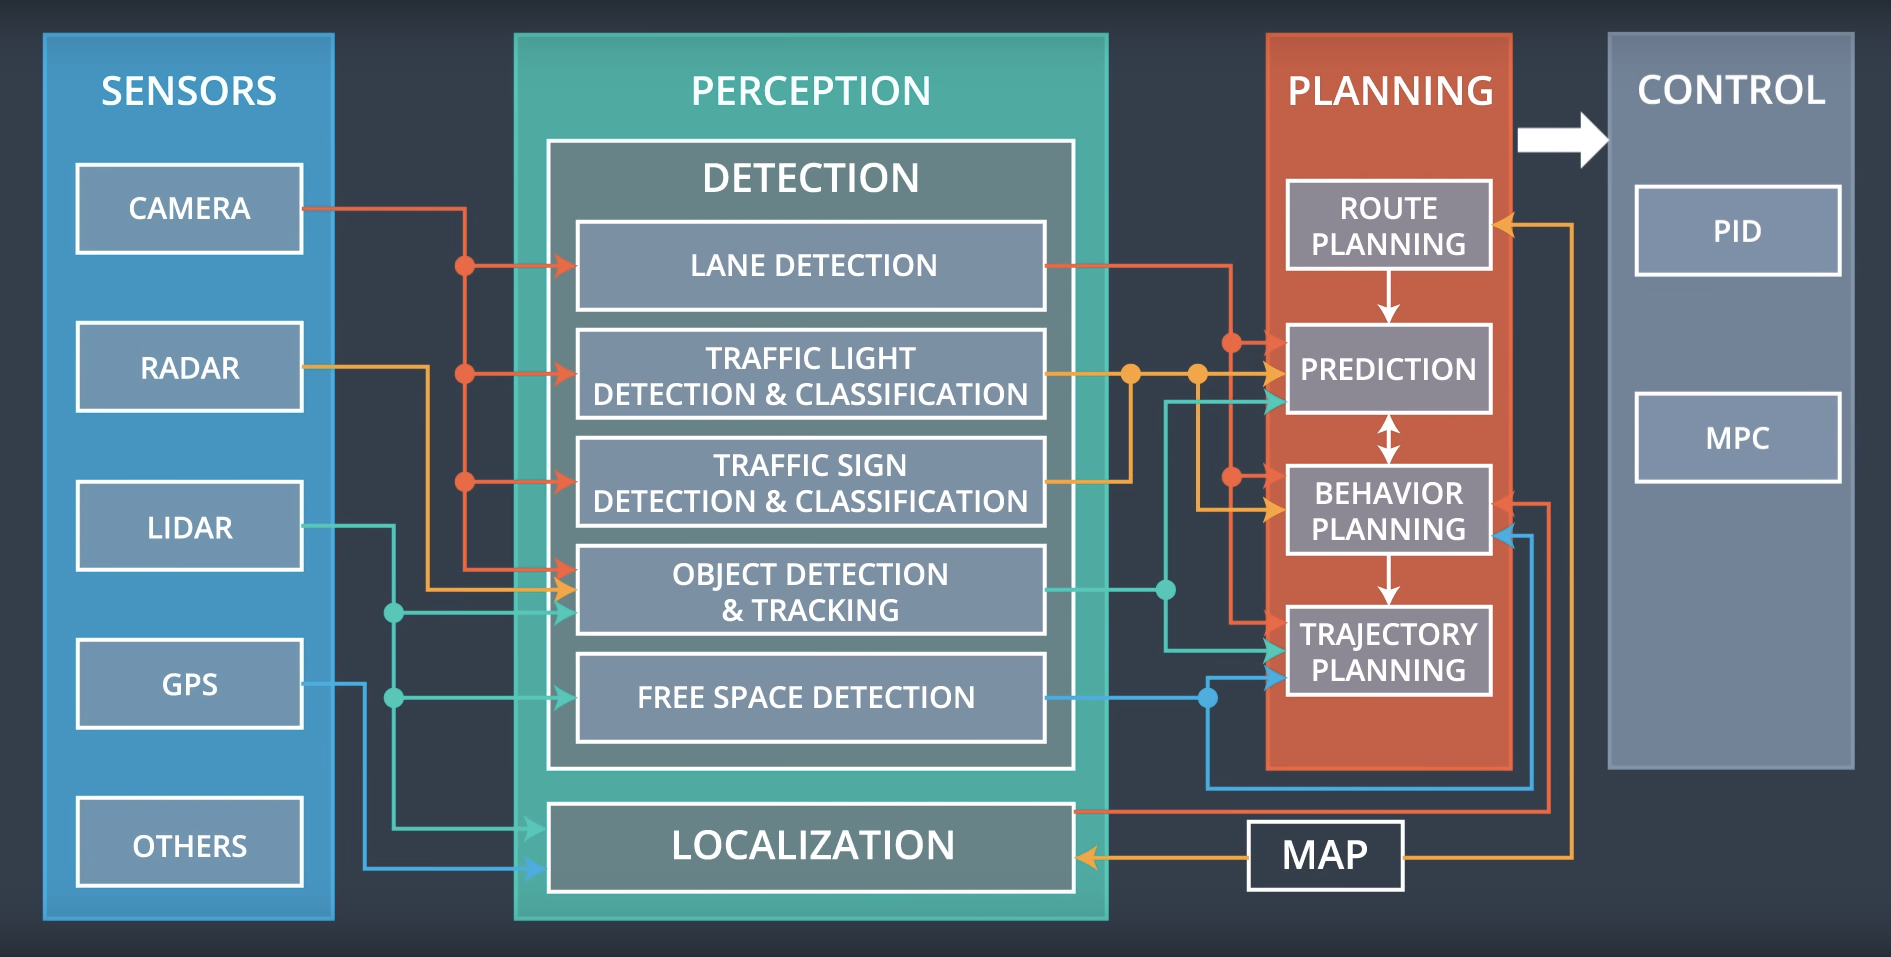 SENSORS
CAMERA
RADAR
LIDAR
GPS
OTHERS
PERCEPTION
DETECTION
LANE DETECTION
TRAFFIC LIGHT
DETECTION & CLASSIFICATION
TRAFFIC SIGN
DETECTION & CLASSIFICATION
OBJECT DETECTION
& TRACKING
FREE SPACE DETECTION
LOCALIZATION
PLANNING
ROUTE
PLANNING
PREDICTION
BEHAVIOR
PLANNING
TRAJECTORY
PLANNING
MAP
CONTROL
PID
MPC